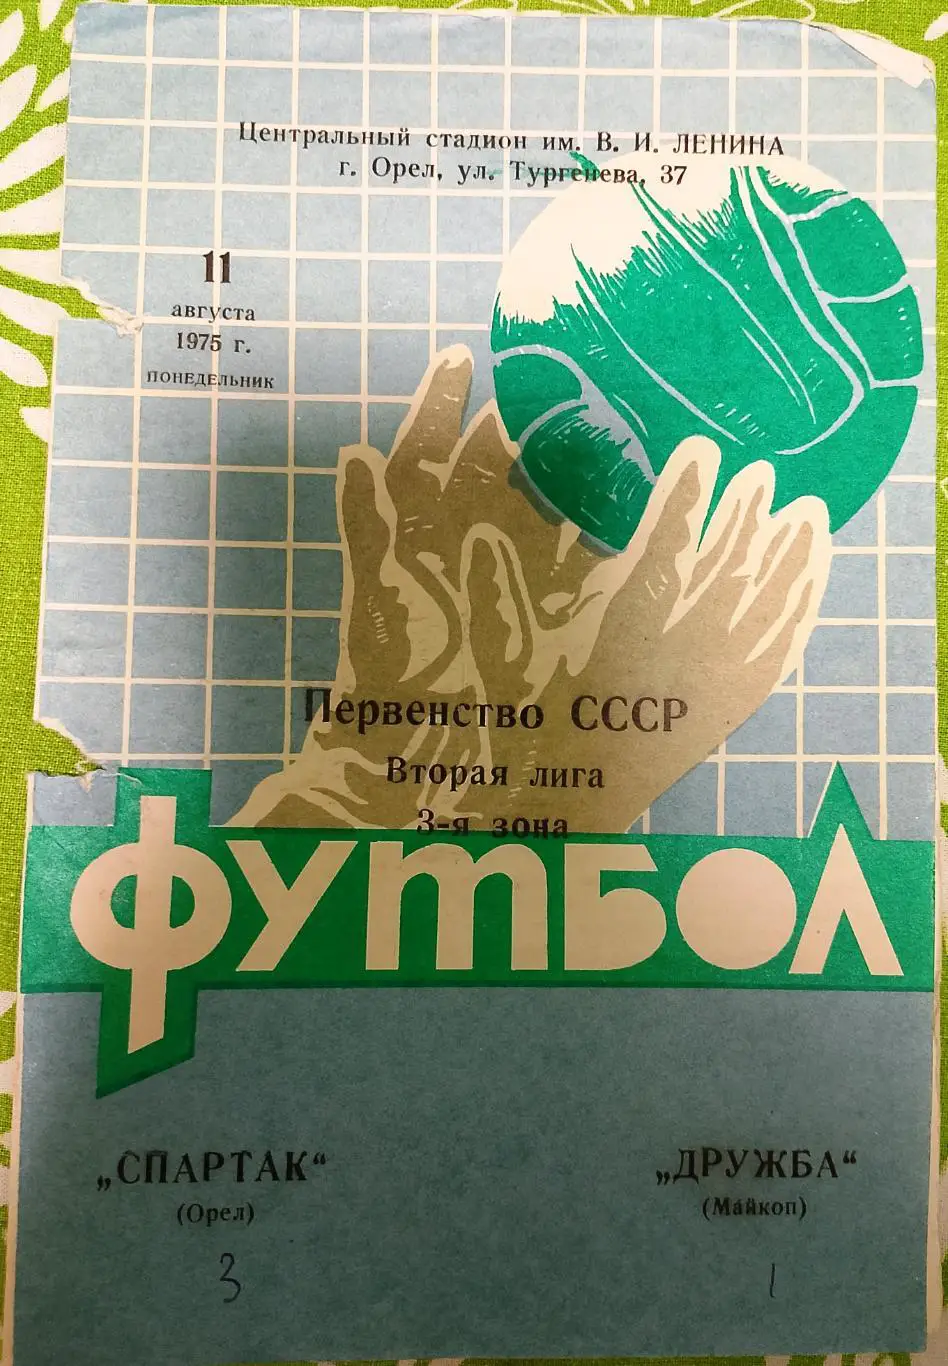 Центральный стадион им. В. И. ЛЕНИНА
г. Орел, ул. Тургенева, 37
11
августа
1975 г.
ПОНЕДЕЛЬНИК
Первенство СССР
Вторая лига
3-я зона
футбол
„СПАРТАК“ „ДРУЖБА“
(Орел) (Майкоп)
3 1